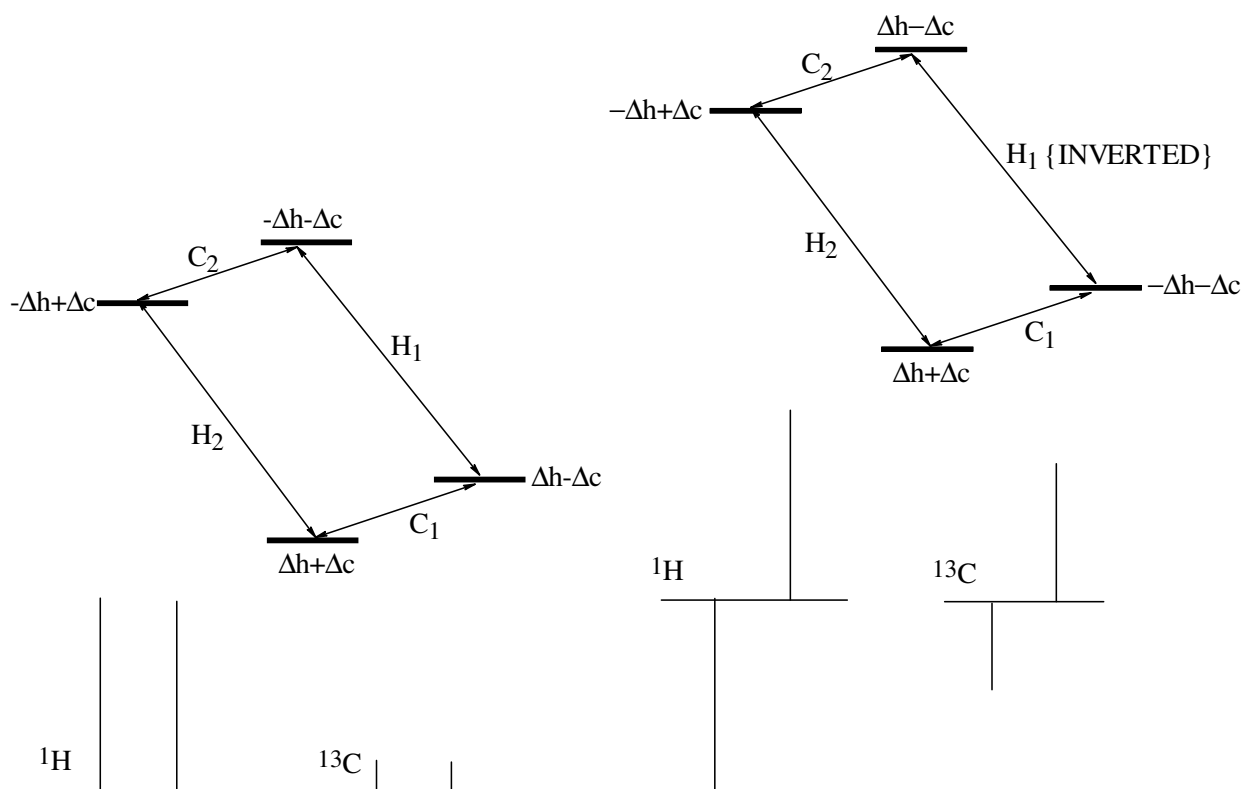 -Δh-Δc
C₂
-Δh+Δc
H₁
H₂
Δh-Δc
C₁
Δh+Δc
¹H
¹³C
Δh−Δc
C₂
−Δh+Δc
H₁ {INVERTED}
H₂
−Δh−Δc
C₁
Δh+Δc
¹H
¹³C